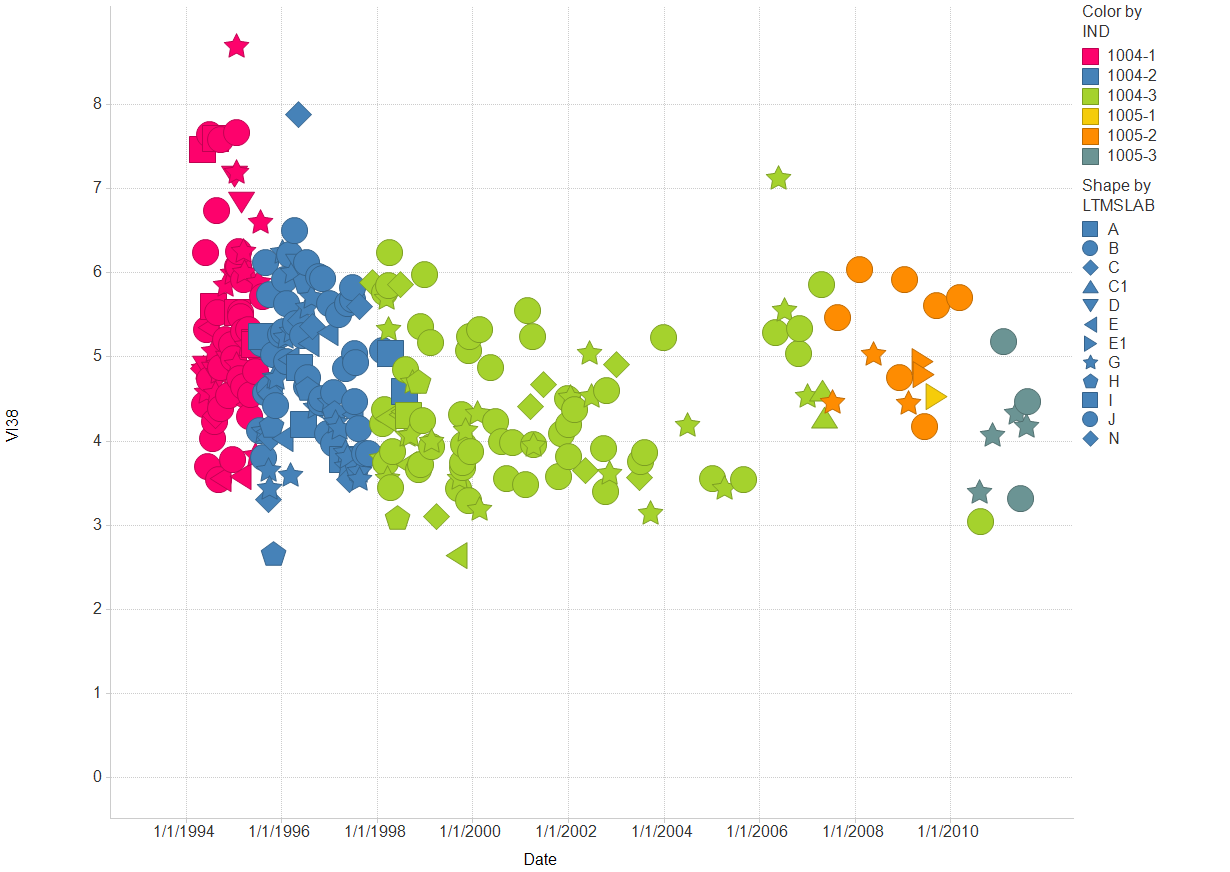 Color by
IND
1004-1
1004-2
1004-3
1005-1
1005-2
1005-3
Shape by
LTMSLAB
A
B
C
C1
D
E
E1
G
H
I
J
N
8
7
6
5
4
3
2
1
0
VI38
1/1/1994 1/1/1996 1/1/1998 1/1/2000 1/1/2002 1/1/2004 1/1/2006 1/1/2008 1/1/2010
Date